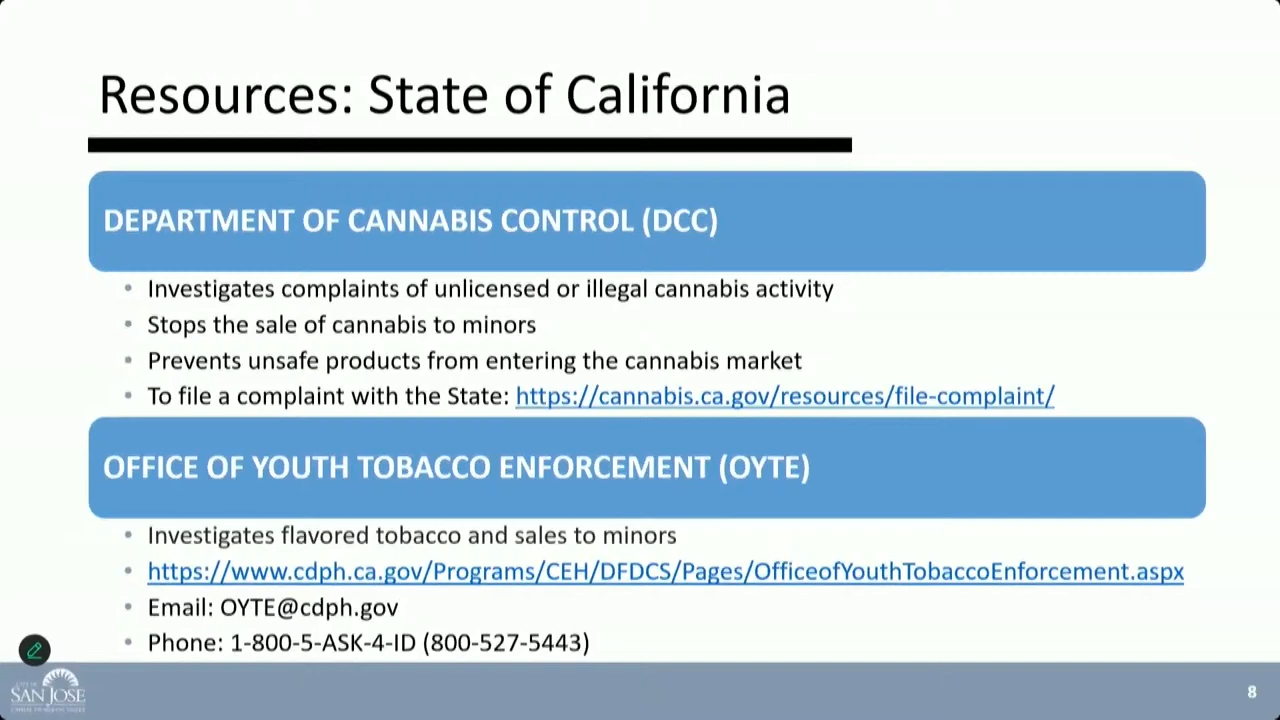 Resources: State of California
DEPARTMENT OF CANNABIS CONTROL (DCC)
• Investigates complaints of unlicensed or illegal cannabis activity
• Stops the sale of cannabis to minors
• Prevents unsafe products from entering the cannabis market
• To file a complaint with the State: https://cannabis.ca.gov/resources/file-complaint/
OFFICE OF YOUTH TOBACCO ENFORCEMENT (OYTE)
• Investigates flavored tobacco and sales to minors
• https://www.cdph.ca.gov/Programs/CEH/DFDCS/Pages/OfficeofYouthTobaccoEnforcement.aspx
• Email: OYTE@cdph.gov
• Phone: 1-800-5-ASK-4-ID (800-527-5443)
CITY OF
SAN JOSE
8